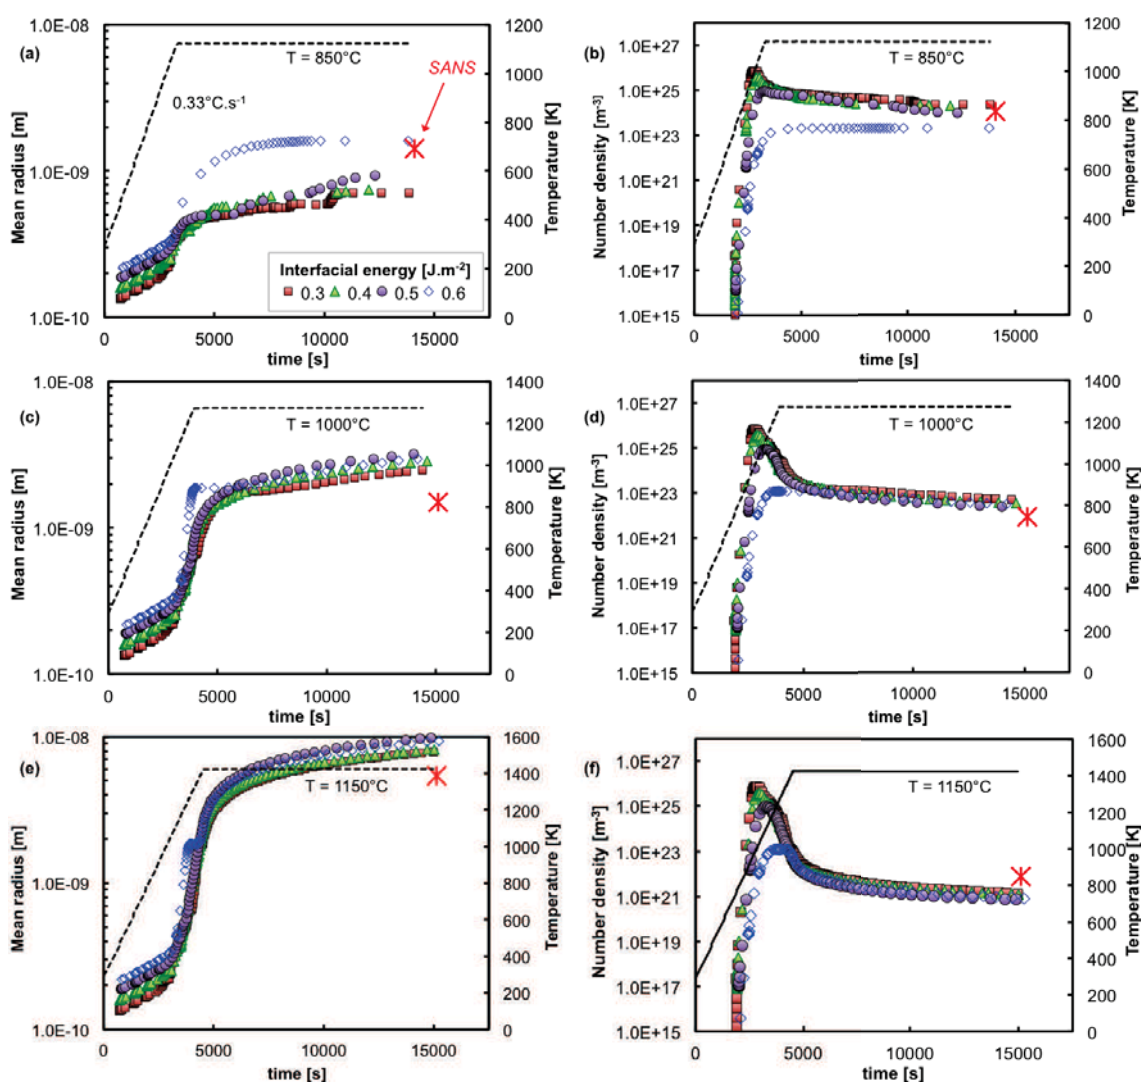 (a)
1.0E-08
1.0E-09
1.0E-10
Mean radius [m]
0 5000 10000 15000
time [s]
1200
1000
800
600
400
200
0
Temperature [K]
T = 850°C
0.33°C.s⁻¹
SANS
Interfacial energy [J.m⁻²]
0.3 0.4 0.5 0.6
(b)
1.0E+27
1.0E+25
1.0E+23
1.0E+21
1.0E+19
1.0E+17
1.0E+15
Number density [m⁻³]
0 5000 10000 15000
time [s]
1200
1000
800
600
400
200
0
Temperature [K]
T = 850°C
(c)
1.0E-08
1.0E-09
1.0E-10
Mean radius [m]
0 5000 10000 15000
time [s]
1400
1200
1000
800
600
400
200
0
Temperature [K]
T = 1000°C
(d)
1.0E+27
1.0E+25
1.0E+23
1.0E+21
1.0E+19
1.0E+17
1.0E+15
Number density [m⁻³]
0 5000 10000 15000
time [s]
1400
1200
1000
800
600
400
200
0
Temperature [K]
T = 1000°C
(e)
1.0E-08
1.0E-09
1.0E-10
Mean radius [m]
0 5000 10000 15000
time [s]
1600
1400
1200
1000
800
600
400
200
0
Temperature [K]
T = 1150°C
(f)
1.0E+27
1.0E+25
1.0E+23
1.0E+21
1.0E+19
1.0E+17
1.0E+15
Number density [m⁻³]
0 5000 10000 15000
time [s]
1600
1400
1200
1000
800
600
400
200
0
Temperature [K]
T = 1150°C